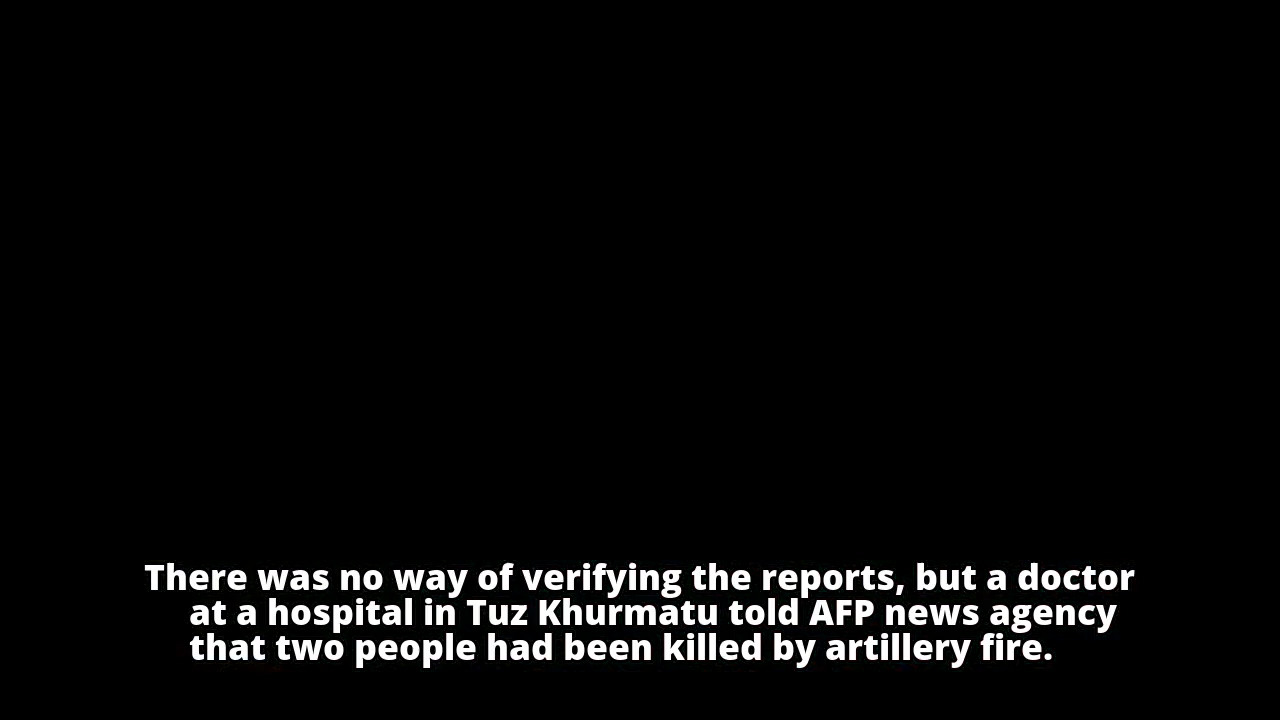 There was no way of verifying the reports, but a doctor
at a hospital in Tuz Khurmatu told AFP news agency
that two people had been killed by artillery fire.